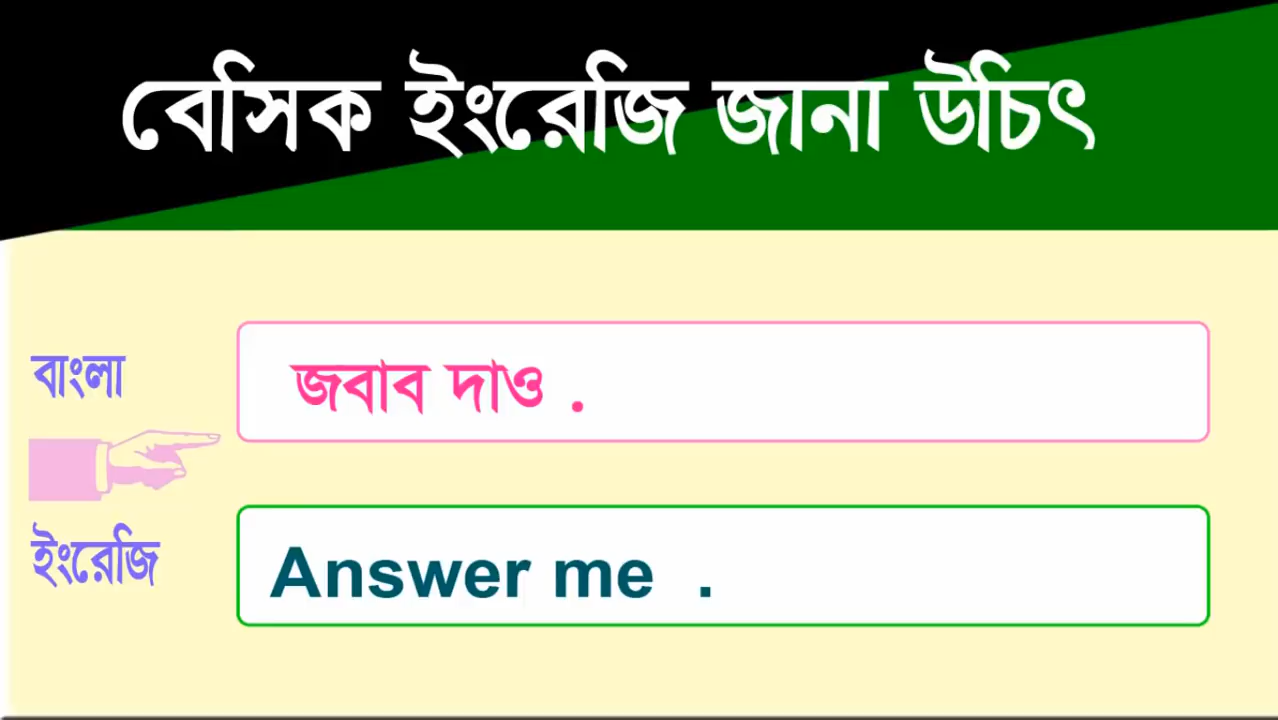 বেসিক ইংরেজি জানা উচিৎ
বাংলা
জবাব দাও .
ইংরেজি
Answer me .